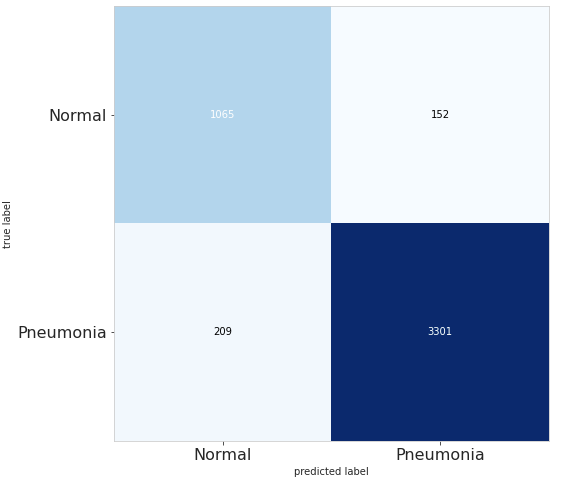 Normal
1065
152
true label
Pneumonia
209
3301
Normal
Pneumonia
predicted label